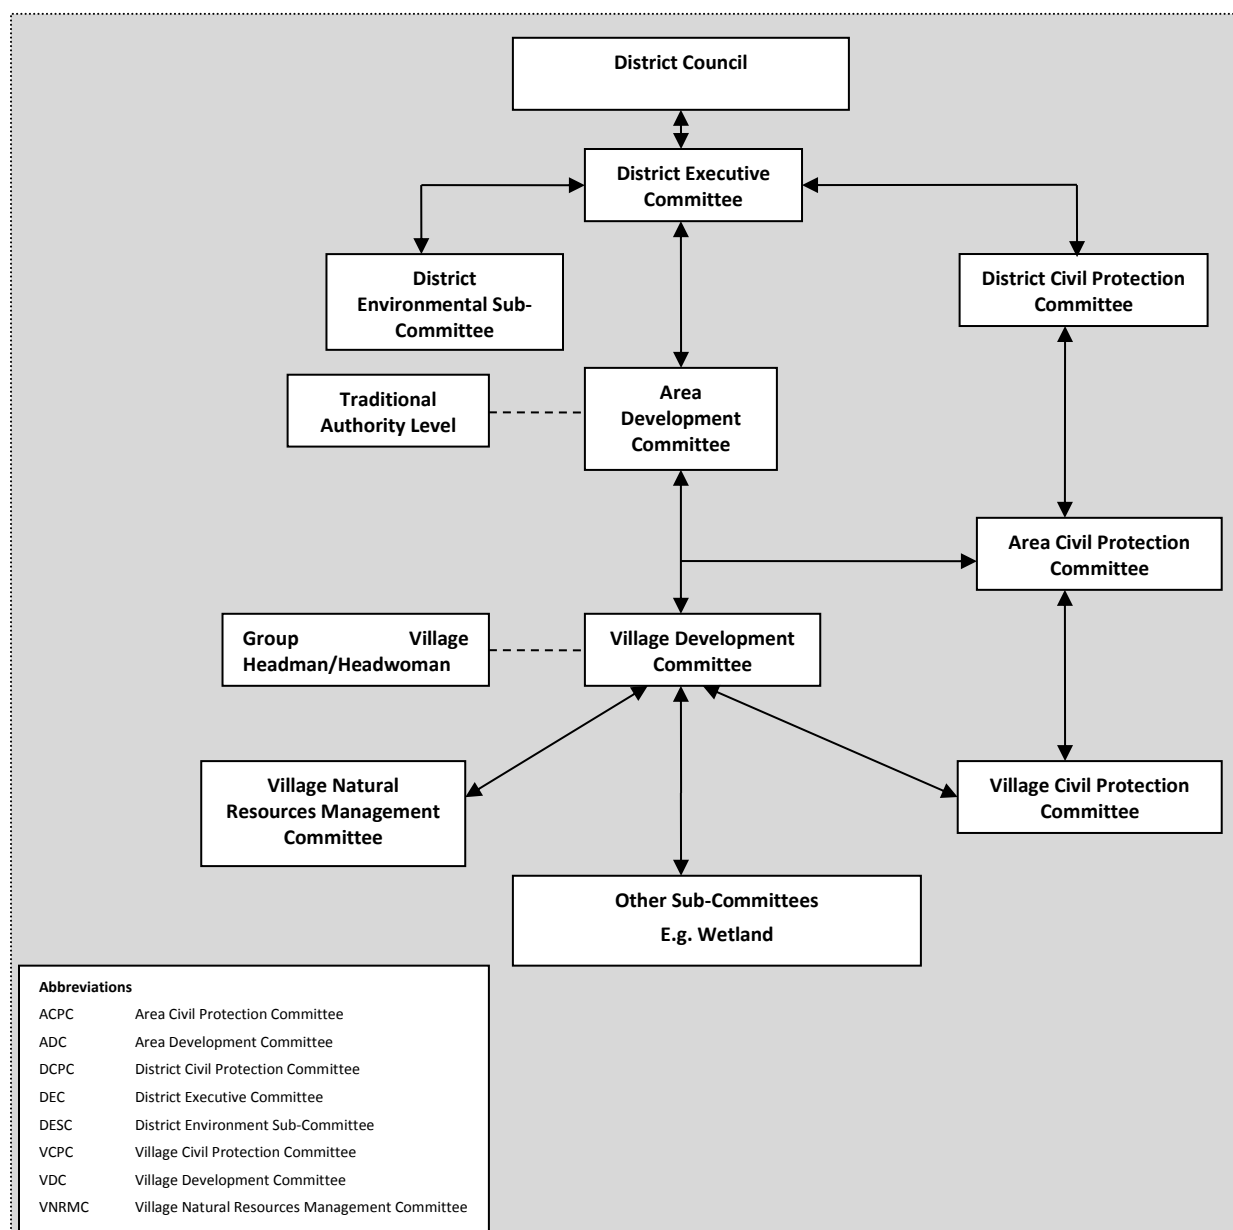 District Council
District Executive
Committee
District
Environmental Sub-
Committee
District Civil Protection
Committee
Traditional
Authority Level
Area
Development
Committee
Area Civil Protection
Committee
Group Village
Headman/Headwoman
Village Development
Committee
Village Natural
Resources Management
Committee
Village Civil Protection
Committee
Other Sub-Committees
E.g. Wetland
Abbreviations
ACPC Area Civil Protection Committee
ADC Area Development Committee
DCPC District Civil Protection Committee
DEC District Executive Committee
DESC District Environment Sub-Committee
VCPC Village Civil Protection Committee
VDC Village Development Committee
VNRMC Village Natural Resources Management Committee